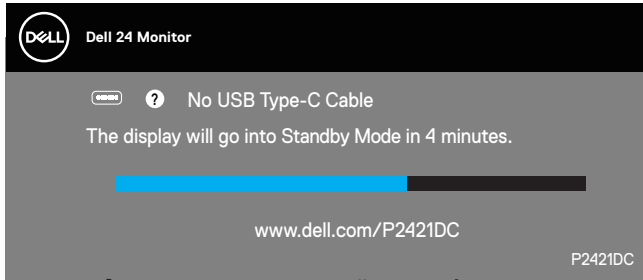 DELL
Dell 24 Monitor
? No USB Type-C Cable
The display will go into Standby Mode in 4 minutes.
www.dell.com/P2421DC
P2421DC